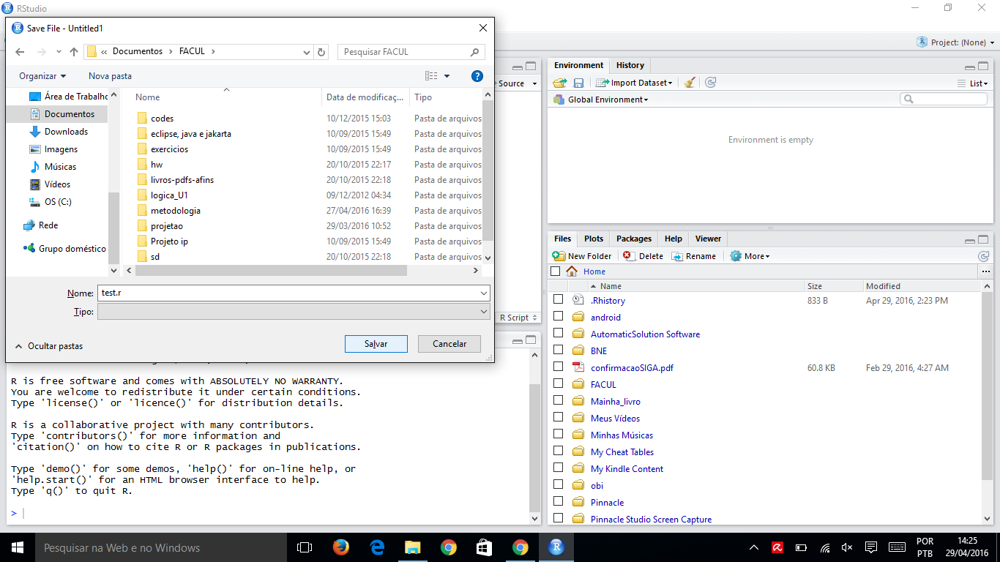 RStudio
Save File - Untitled1
« Documentos › FACUL ›
Pesquisar FACUL
Organizar
Nova pasta
Área de Trabalho
Documentos
Downloads
Imagens
Músicas
Vídeos
OS (C:)
Rede
Grupo doméstico
Nome Data de modificaç... Tipo
codes 10/12/2015 15:03 Pasta de arquivos
eclipse, java e jakarta 10/09/2015 15:49 Pasta de arquivos
exercicios 10/09/2015 15:49 Pasta de arquivos
hw 20/10/2015 22:17 Pasta de arquivos
livros-pdfs-afins 20/10/2015 22:18 Pasta de arquivos
logica_U1 09/12/2012 04:34 Pasta de arquivos
metodologia 27/04/2016 16:39 Pasta de arquivos
projetao 29/03/2016 10:52 Pasta de arquivos
Projeto ip 10/09/2015 15:49 Pasta de arquivos
sd 20/10/2015 22:18 Pasta de arquivos
Nome: test.r
Tipo:
Ocultar pastas
Salvar
Cancelar
Source
R Script
R is free software and comes with ABSOLUTELY NO WARRANTY.
You are welcome to redistribute it under certain conditions.
Type 'license()' or 'licence()' for distribution details.
R is a collaborative project with many contributors.
Type 'contributors()' for more information and
'citation()' on how to cite R or R packages in publications.
Type 'demo()' for some demos, 'help()' for on-line help, or
'help.start()' for an HTML browser interface to help.
Type 'q()' to quit R.
>
Project: (None)
Environment History
Import Dataset
List
Global Environment
Environment is empty
Files Plots Packages Help Viewer
New Folder Delete Rename More
Home ...
Name Size Modified
.Rhistory 833 B Apr 29, 2016, 2:23 PM
android
AutomaticSolution Software
BNE
confirmacaoSIGA.pdf 60.8 KB Feb 29, 2016, 4:27 AM
FACUL
Mainha_livro
Meus Vídeos
Minhas Músicas
My Cheat Tables
My Kindle Content
obi
Pinnacle
Pinnacle Studio Screen Capture
Pesquisar na Web e no Windows
POR
PTB
14:25
29/04/2016